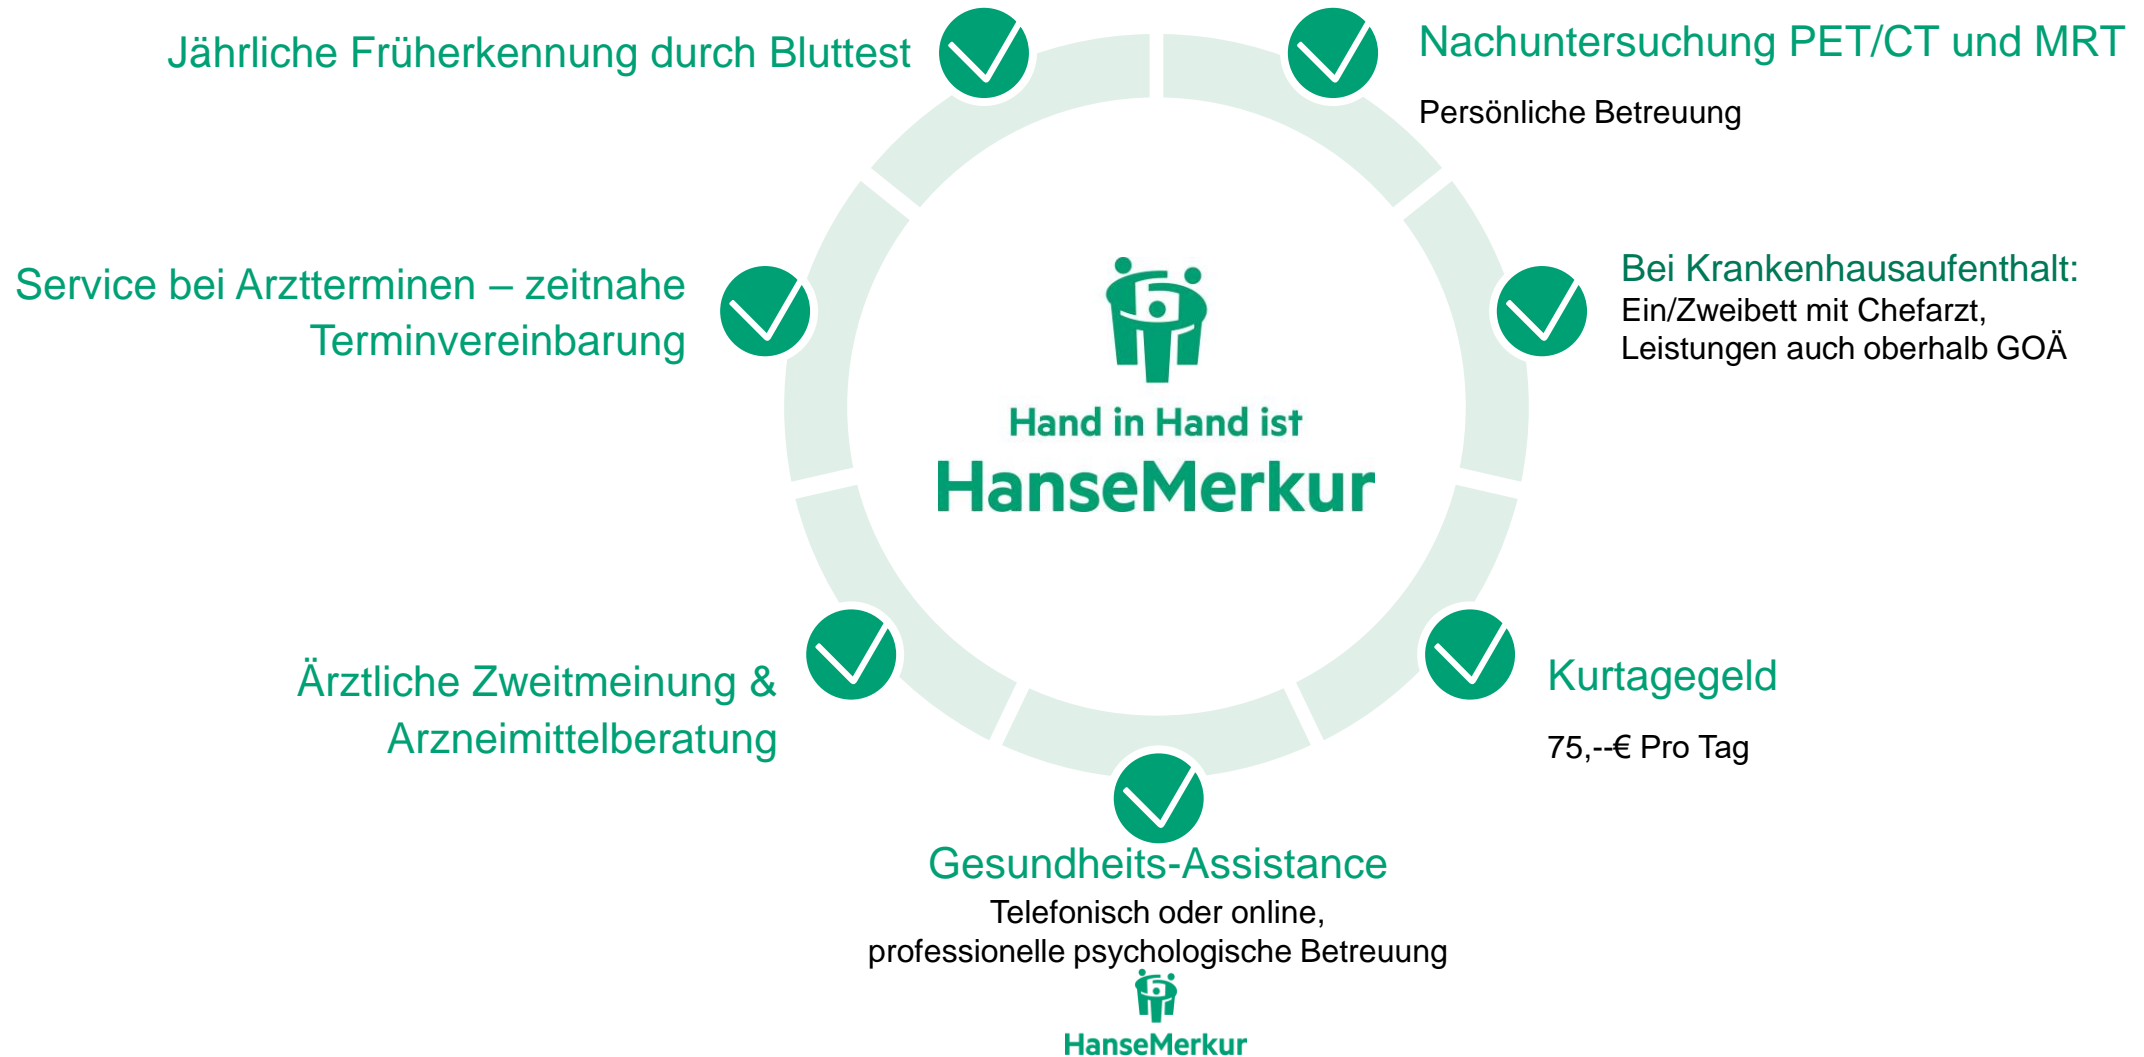 Jährliche Früherkennung durch Bluttest
Nachuntersuchung PET/CT und MRT
Persönliche Betreuung
Service bei Arztterminen – zeitnahe
Terminvereinbarung
Bei Krankenhausaufenthalt:
Ein/Zweibett mit Chefarzt,
Leistungen auch oberhalb GOÄ
Hand in Hand ist
HanseMerkur
Ärztliche Zweitmeinung &
Arzneimittelberatung
Kurtagegeld
75,--€ Pro Tag
Gesundheits-Assistance
Telefonisch oder online,
professionelle psychologische Betreuung
HanseMerkur